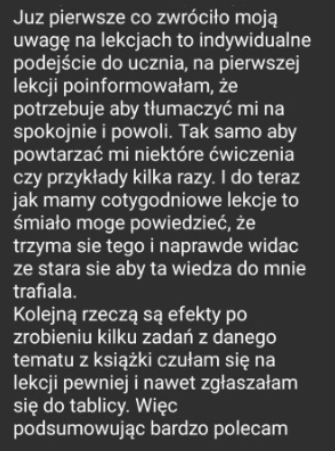 Juz pierwsze co zwróciło moją
uwagę na lekcjach to indywidualne
podejście do ucznia, na pierwszej
lekcji poinformowałam, że
potrzebuje aby tłumaczyć mi na
spokojnie i powoli. Tak samo aby
powtarzać mi niektóre ćwiczenia
czy przykłady kilka razy. I do teraz
jak mamy cotygodniowe lekcje to
śmiało moge powiedzieć, że
trzyma sie tego i naprawde widac
ze stara sie aby ta wiedza do mnie
trafiala.
Kolejną rzeczą są efekty po
zrobieniu kilku zadań z danego
tematu z książki czułam się na
lekcji pewniej i nawet zgłaszałam
się do tablicy. Więc
podsumowując bardzo polecam